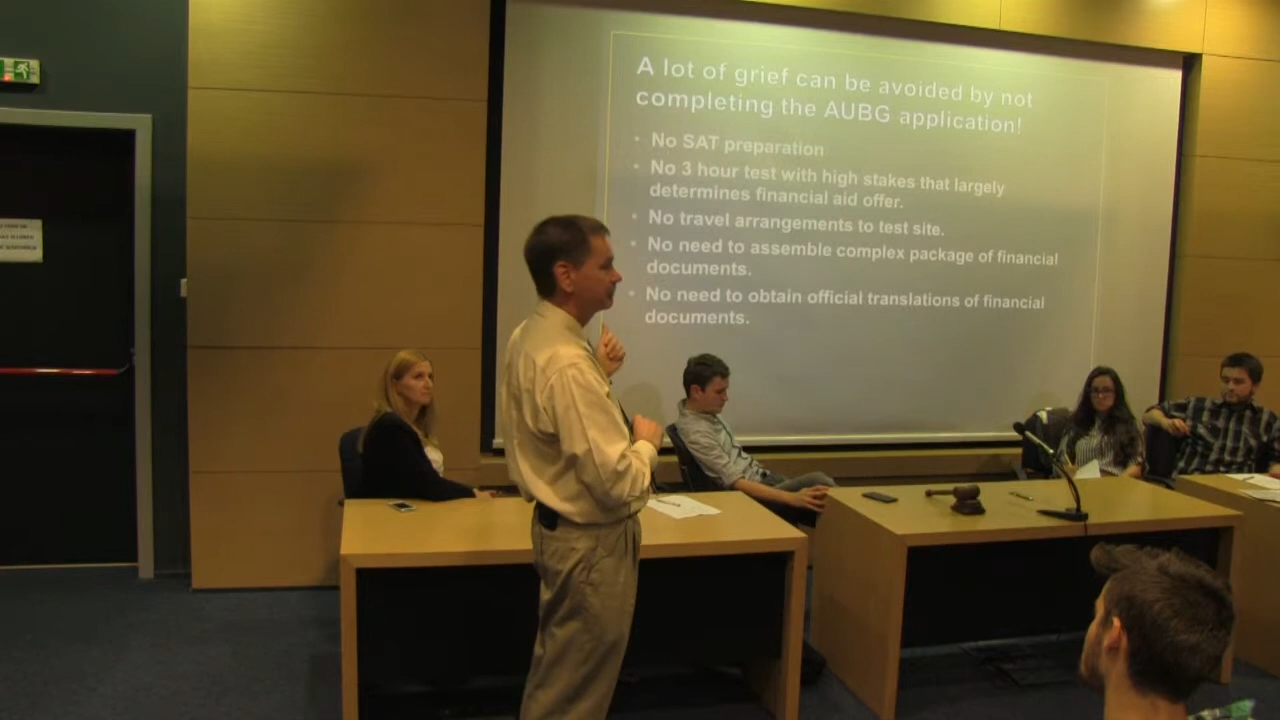 A lot of grief can be avoided by not
completing the AUBG application!
• No SAT preparation
• No 3 hour test with high stakes that largely
determines financial aid offer.
• No travel arrangements to test site.
• No need to assemble complex package of financial
documents.
• No need to obtain official translations of financial
documents.